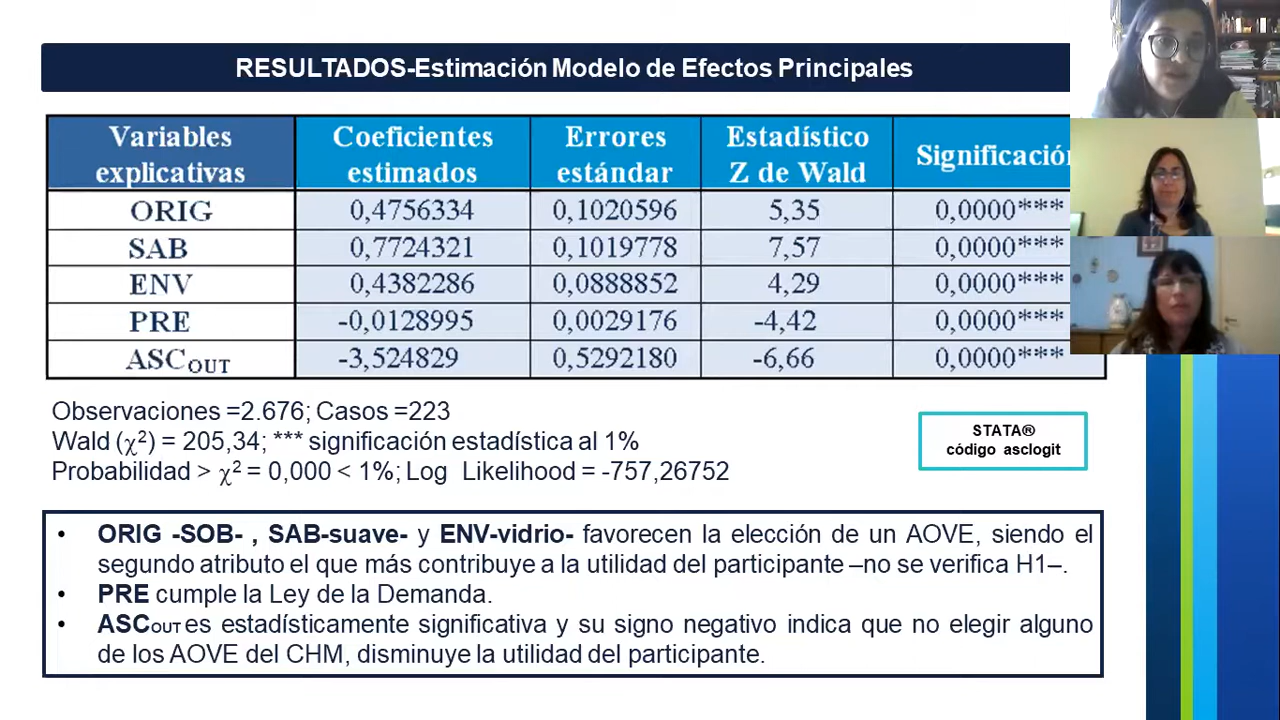 RESULTADOS-Estimación Modelo de Efectos Principales
Variables explicativas Coeficientes estimados Errores estándar Estadístico Z de Wald Significación
ORIG 0,4756334 0,1020596 5,35 0,0000***
SAB 0,7724321 0,1019778 7,57 0,0000***
ENV 0,4382286 0,0888852 4,29 0,0000***
PRE -0,0128995 0,0029176 -4,42 0,0000***
ASCOUT -3,524829 0,5292180 -6,66 0,0000***
Observaciones =2.676; Casos =223
Wald (χ²) = 205,34; *** significación estadística al 1%
Probabilidad > χ² = 0,000 < 1%; Log Likelihood = -757,26752
STATA®
código asclogit
• ORIG -SOB- , SAB-suave- y ENV-vidrio- favorecen la elección de un AOVE, siendo el
segundo atributo el que más contribuye a la utilidad del participante –no se verifica H1–.
• PRE cumple la Ley de la Demanda.
• ASCOUT es estadísticamente significativa y su signo negativo indica que no elegir alguno
de los AOVE del CHM, disminuye la utilidad del participante.